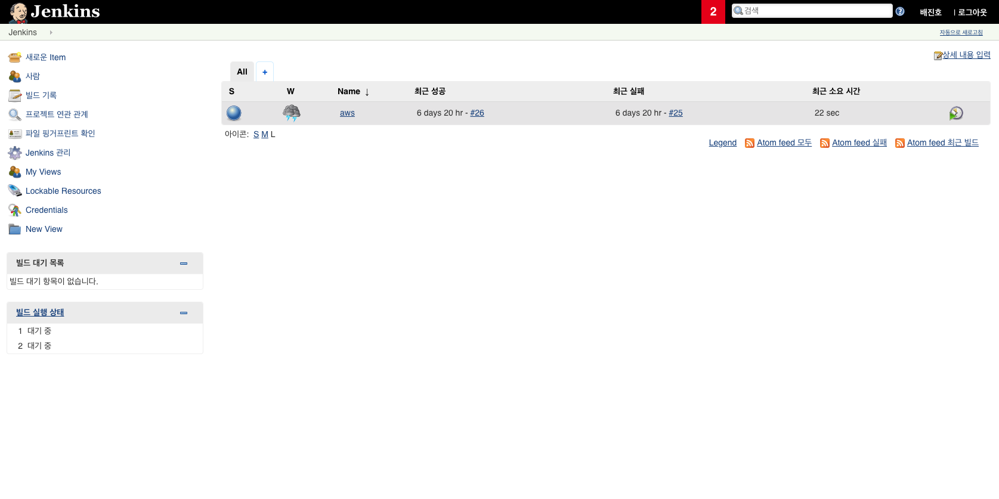 Jenkins
2
검색
배진호
| 로그아웃
Jenkins
자동으로 새로고침
새로운 Item
사람
빌드 기록
프로젝트 연관 관계
파일 핑거프린트 확인
Jenkins 관리
My Views
Lockable Resources
Credentials
New View
빌드 대기 목록
빌드 대기 항목이 없습니다.
빌드 실행 상태
1 대기 중
2 대기 중
상세 내용 입력
All +
S W Name ↓ 최근 성공 최근 실패 최근 소요 시간
aws 6 days 20 hr - #26 6 days 20 hr - #25 22 sec
아이콘: S M L
Legend Atom feed 모두 Atom feed 실패 Atom feed 최근 빌드